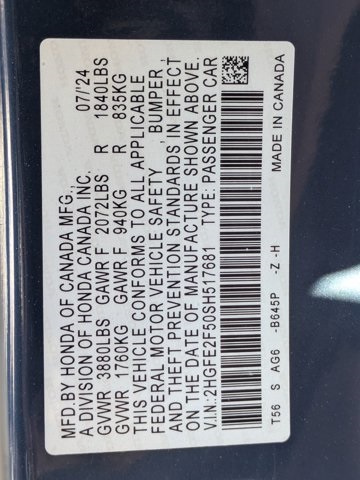 MFD.BY HONDA OF CANADA MFG.,
A DIVISION OF HONDA CANADA INC. 07/'24
GVWR 3880LBS GAWR F 2072LBS R 1840LBS
GVWR 1760KG GAWR F 940KG R 835KG
THIS VEHICLE CONFORMS TO ALL APPLICABLE
FEDERAL MOTOR VEHICLE SAFETY, BUMPER,
AND THEFT PREVENTION STANDARDS IN EFFECT
ON THE DATE OF MANUFACTURE SHOWN ABOVE.
V.I.N.:2HGFE2F50SH517681 TYPE: PASSENGER CAR
T56 S AG6 -B645P -Z -H MADE IN CANADA